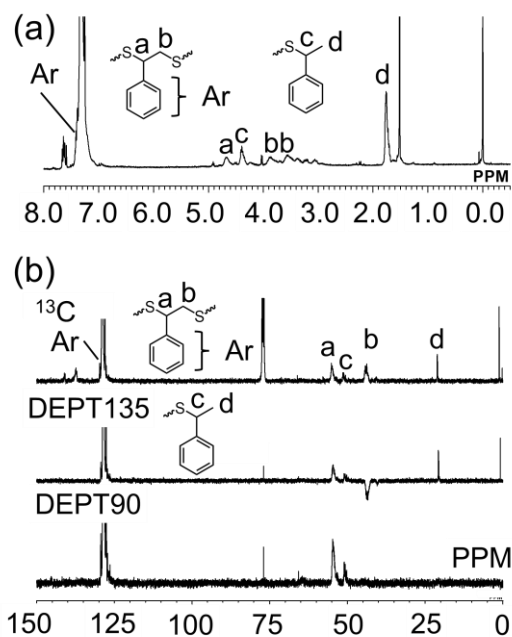 (a)
a b
S S
Ar
Ar
c d
S
d
a c bb
PPM
8.0 7.0 6.0 5.0 4.0 3.0 2.0 1.0 0.0
(b)
13C
a b
S S
Ar
Ar
a c b d
DEPT135
c d
S
DEPT90
PPM
150 125 100 75 50 25 0